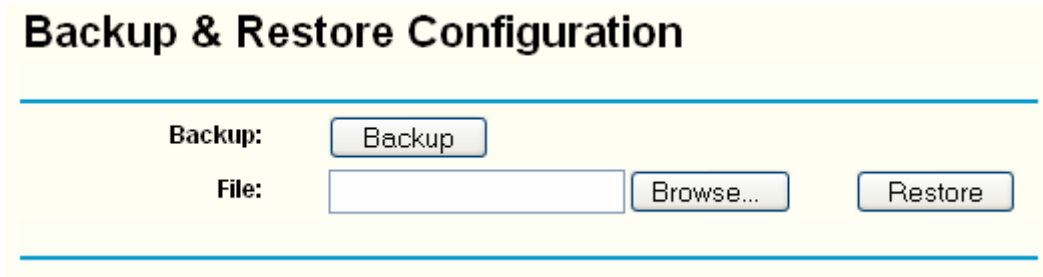 Backup & Restore Configuration
Backup: Backup
File: Browse... Restore